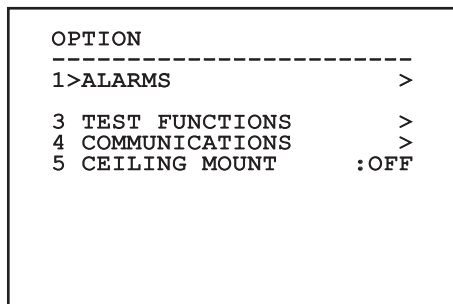 OPTION
------------------------
1>ALARMS >
3 TEST FUNCTIONS >
4 COMMUNICATIONS >
5 CEILING MOUNT :OFF